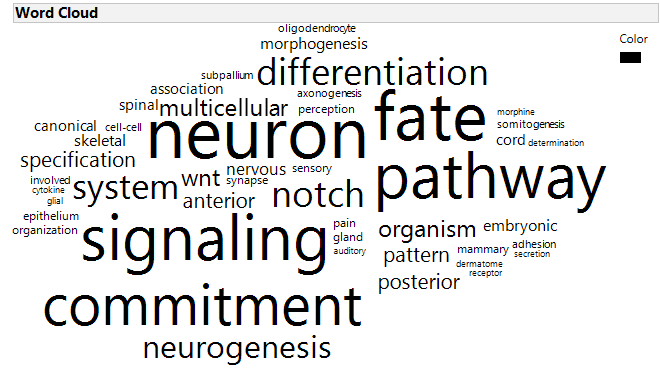 Word Cloud
Color
oligodendrocyte
morphogenesis
subpallium differentiation
association
axonogenesis
spinal multicellular perception
fate
morphine
somitogenesis
canonical cell-cell
neuron
skeletal
cord determination
specification
nervous sensory
pathway
involved
cytokine
glial
system wnt synapse
anterior notch
epithelium
organization
signaling
pain
gland
auditory
organism embryonic
pattern mammary adhesion
secretion
dermatome
receptor
posterior
commitment
neurogenesis